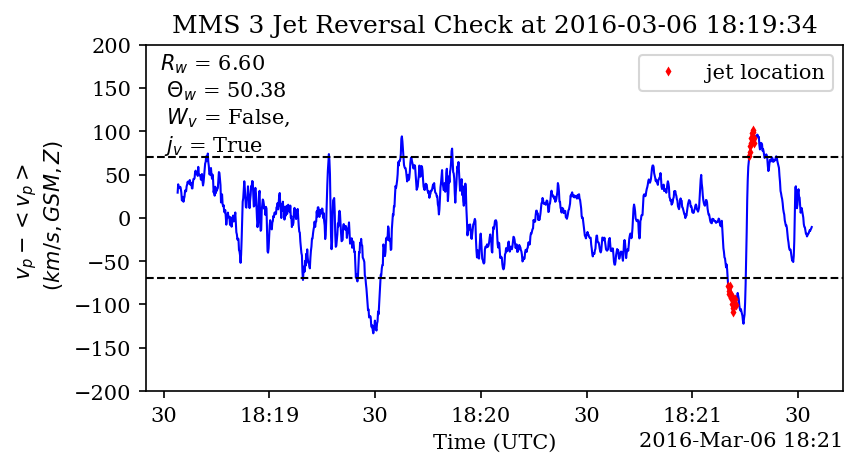 MMS 3 Jet Reversal Check at 2016-03-06 18:19:34
200
150
100
50
0
−50
−100
−150
−200
v_p − < v_p >
(km/s, GSM, Z)
R_w = 6.60
Θ_w = 50.38
W_v = False,
j_v = True
jet location
30 18:19 30 18:20 30 18:21 30
Time (UTC)
2016-Mar-06 18:21